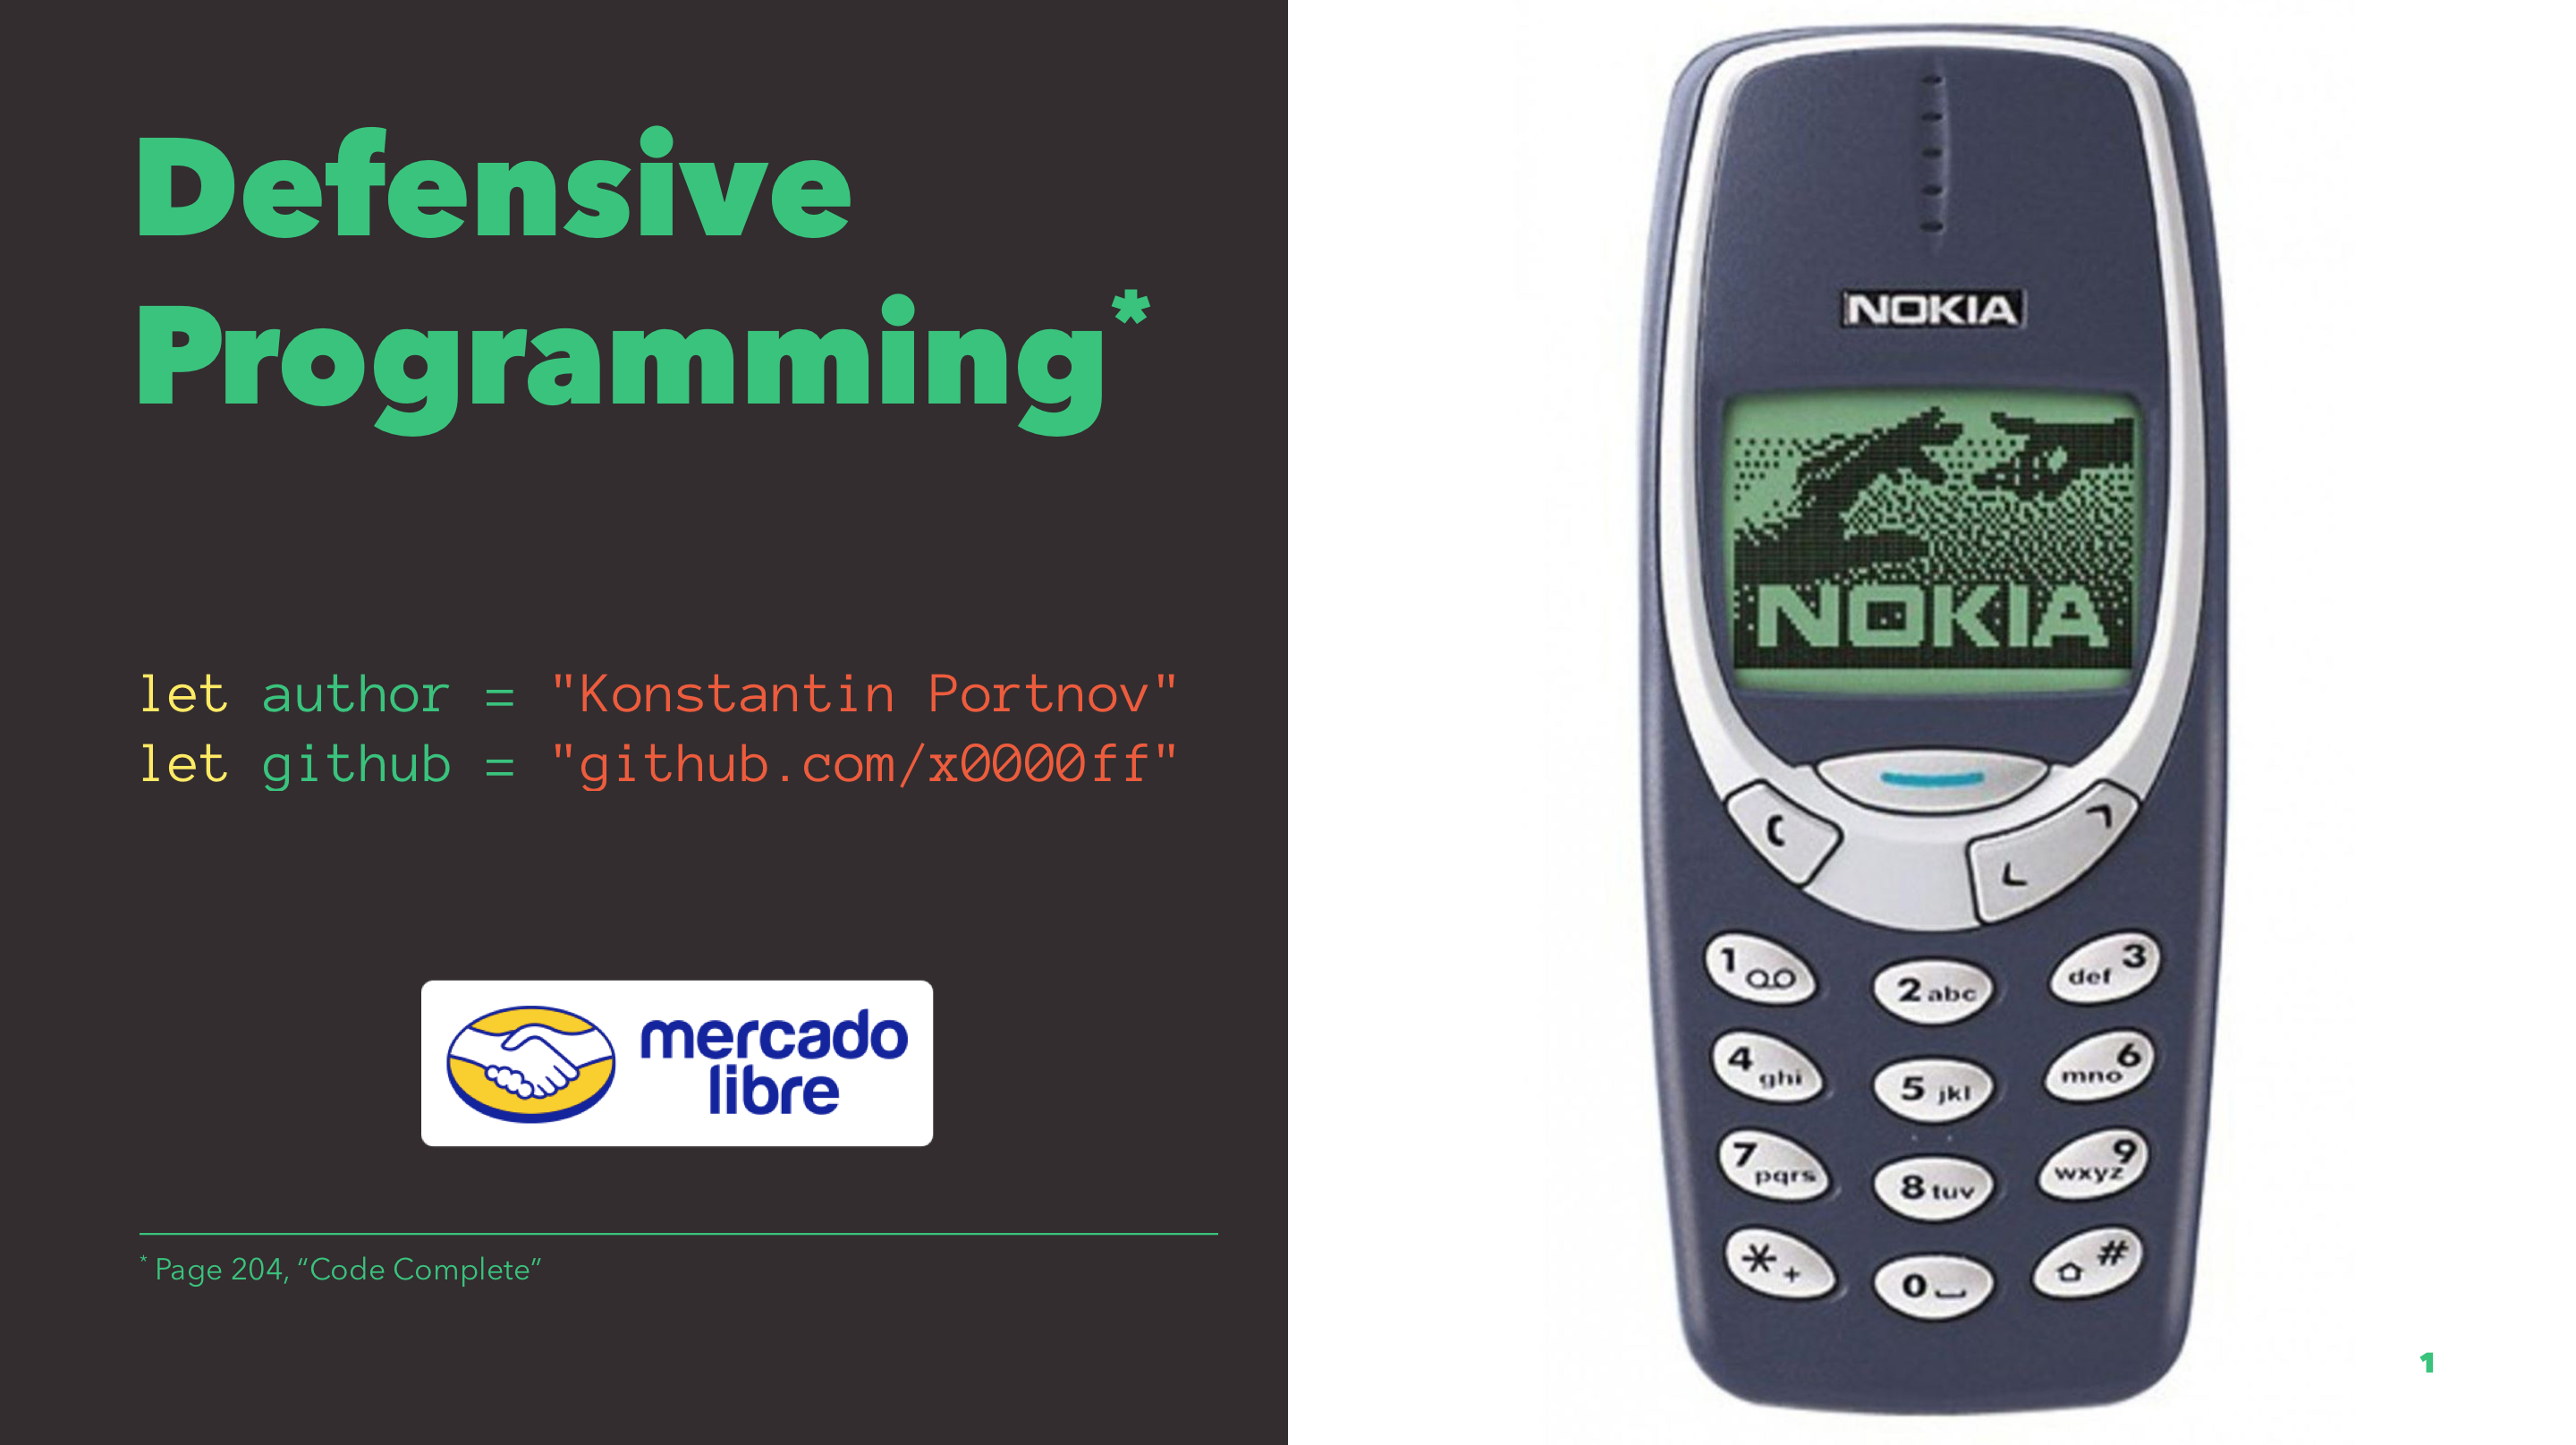 Defensive
Programming*
let author = "Konstantin Portnov"
let github = "github.com/x0000ff"
mercado
libre
* Page 204, “Code Complete”
NOKIA
NOKIA
1
2 abc
def 3
4 ghi
5 jkl
mno 6
7 pqrs
8 tuv
wxyz 9
* +
0
#
1